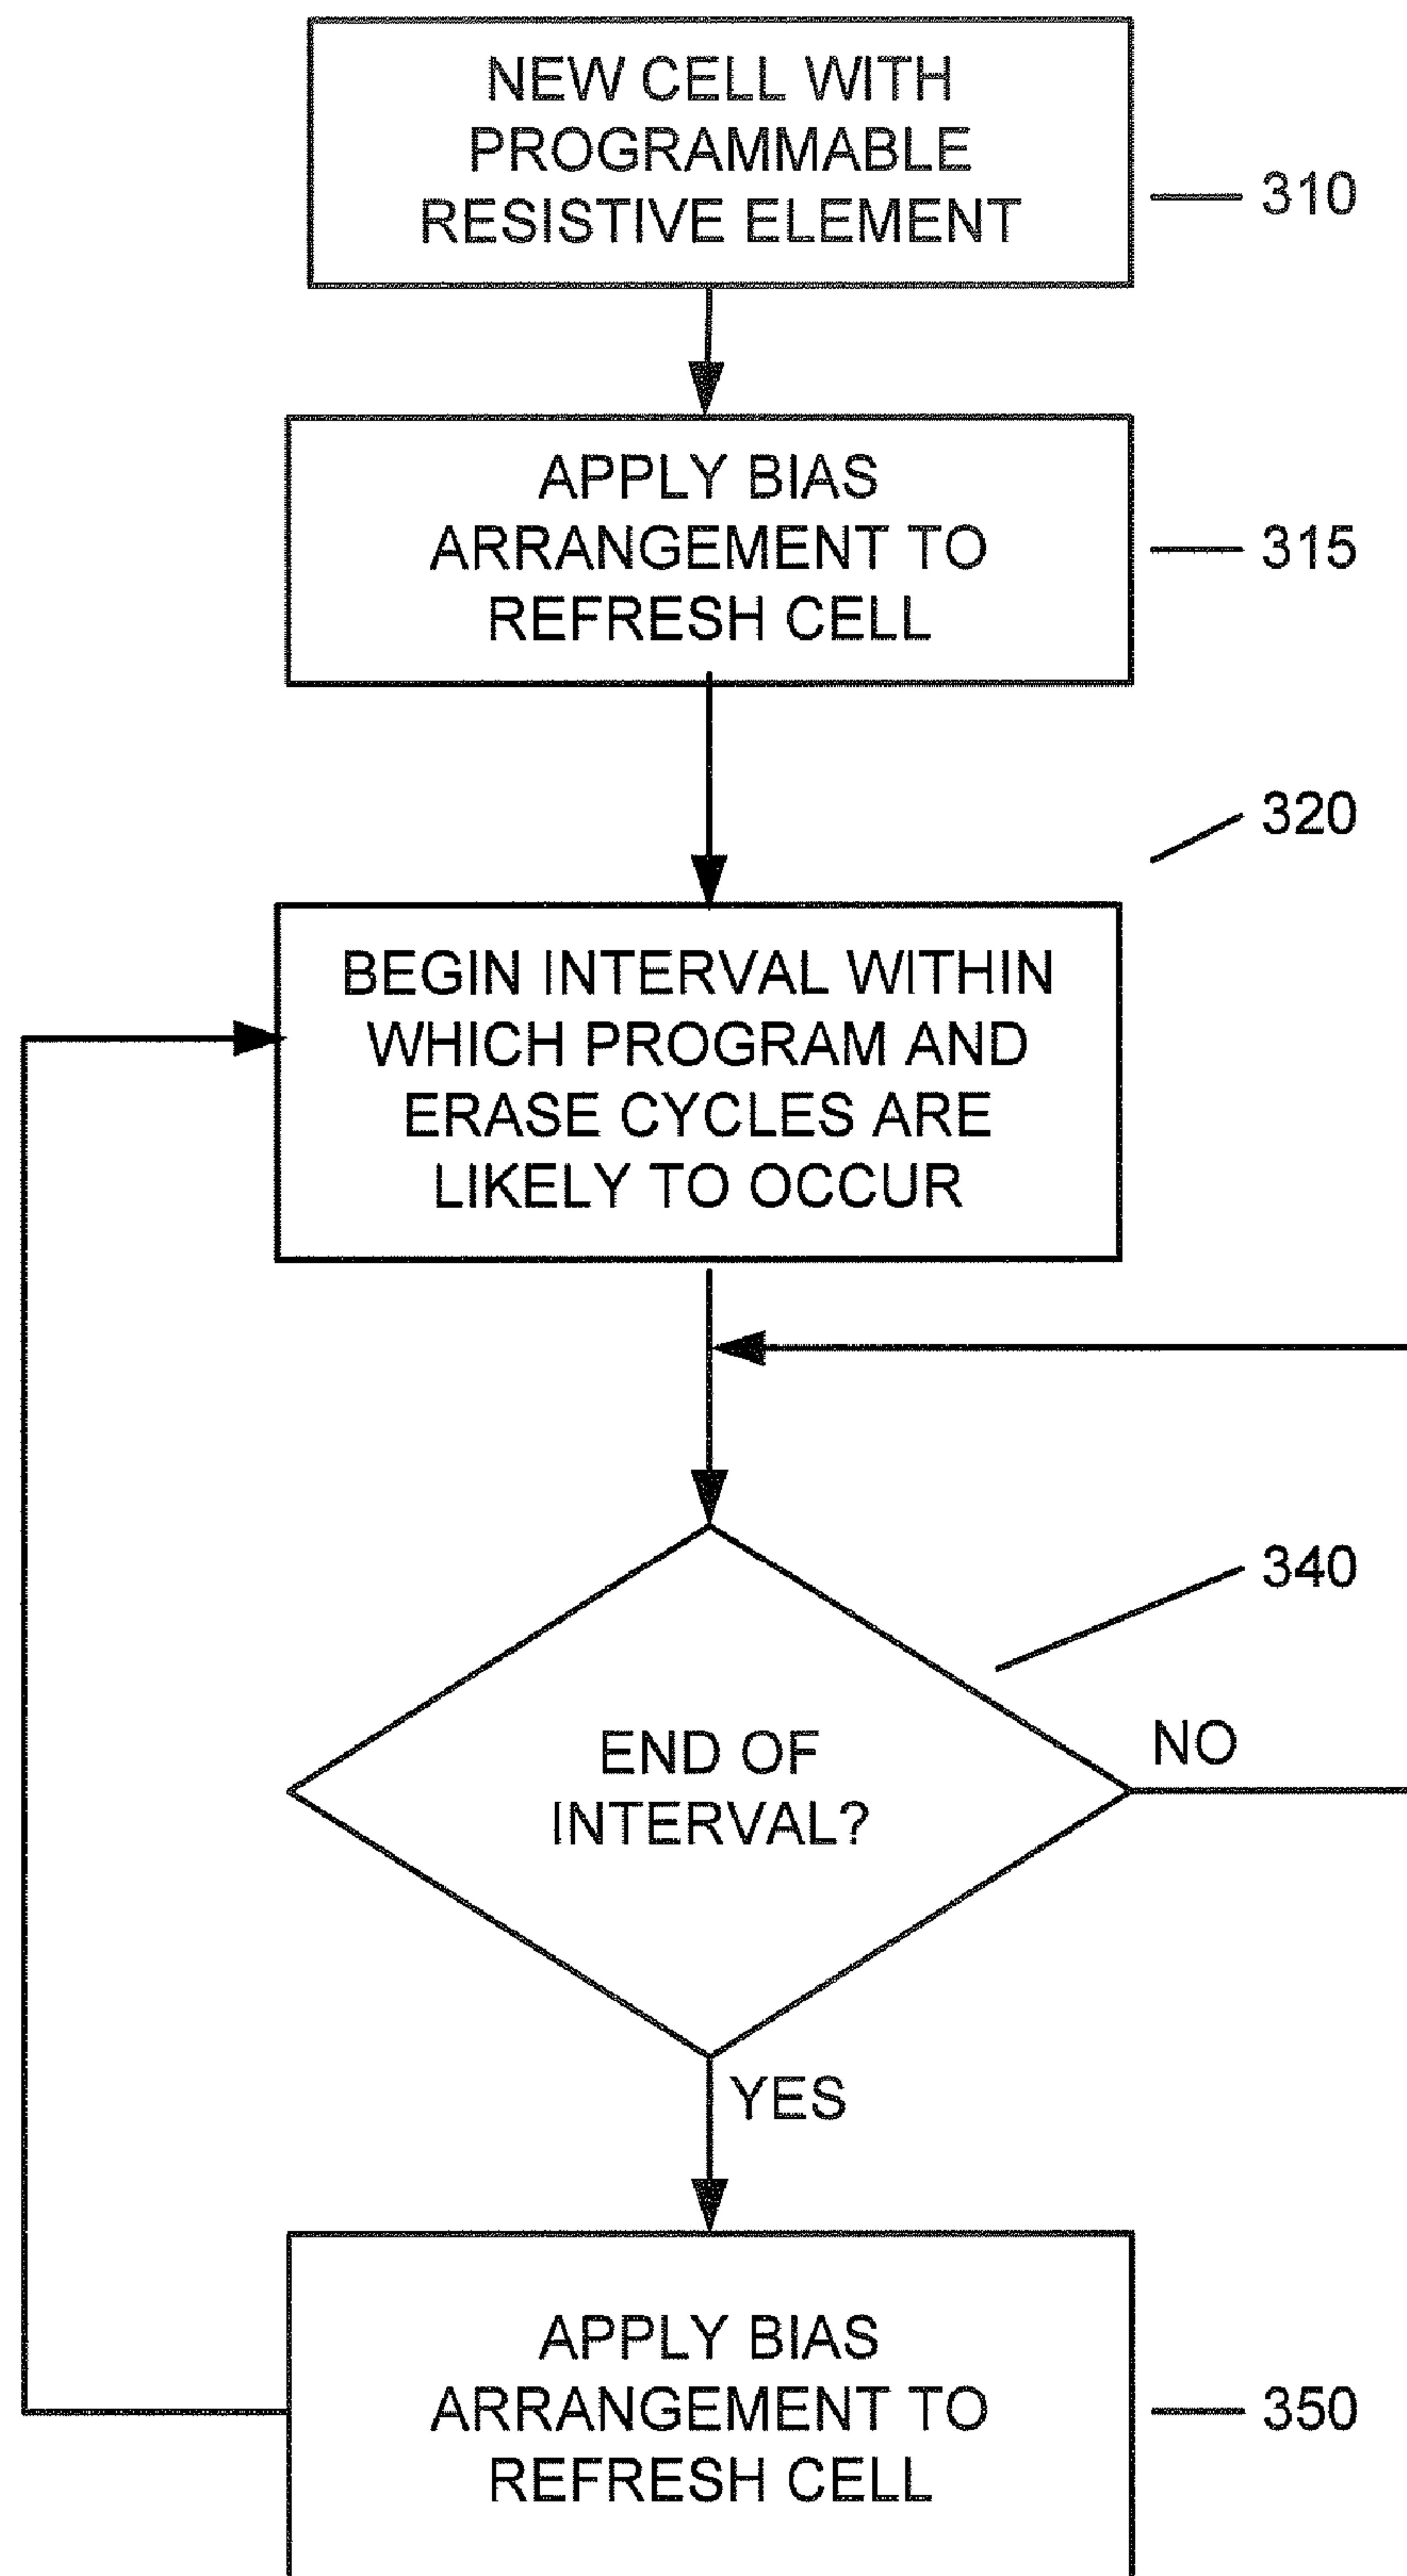 NEW CELL WITH
PROGRAMMABLE
RESISTIVE ELEMENT
310
APPLY BIAS
ARRANGEMENT TO
REFRESH CELL
315
320
BEGIN INTERVAL WITHIN
WHICH PROGRAM AND
ERASE CYCLES ARE
LIKELY TO OCCUR
340
END OF
INTERVAL?
NO
YES
APPLY BIAS
ARRANGEMENT TO
REFRESH CELL
350